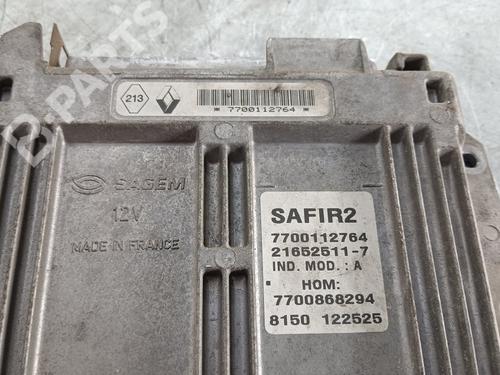 B-PARTS
213
* 7700112764 *
SAGEM
12V
MADE IN FRANCE
SAFIR2
7700112764
21652511-7
IND. MOD. : A
HOM:
7700868294
8150 122525